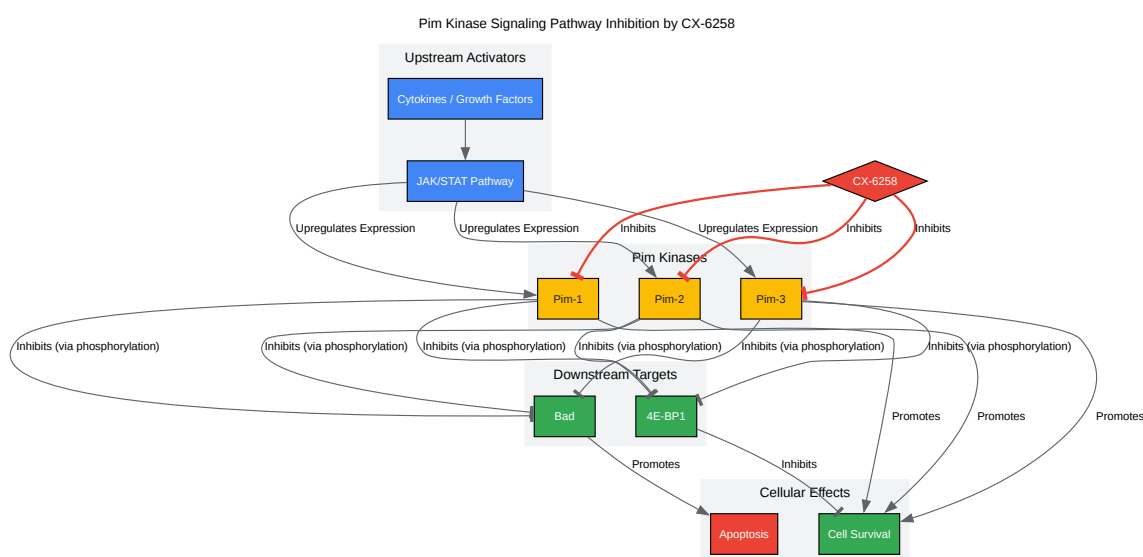 Pim Kinase Signaling Pathway Inhibition by CX-6258
Upstream Activators
Cytokines / Growth Factors
JAK/STAT Pathway
CX-6258
Upregulates Expression
Upregulates Expression
Inhibits
Upregulates Expression
Inhibits
Inhibits
Pim Kinases
Pim-1
Pim-2
Pim-3
Inhibits (via phosphorylation)
Inhibits (via phosphorylation)
Inhibits (via phosphorylation)
Inhibits (via phosphorylation)
Inhibits (via phosphorylation)
Inhibits (via phosphorylation)
Downstream Targets
Bad
4E-BP1
Promotes
Promotes
Promotes
Promotes
Inhibits
Cellular Effects
Apoptosis
Cell Survival